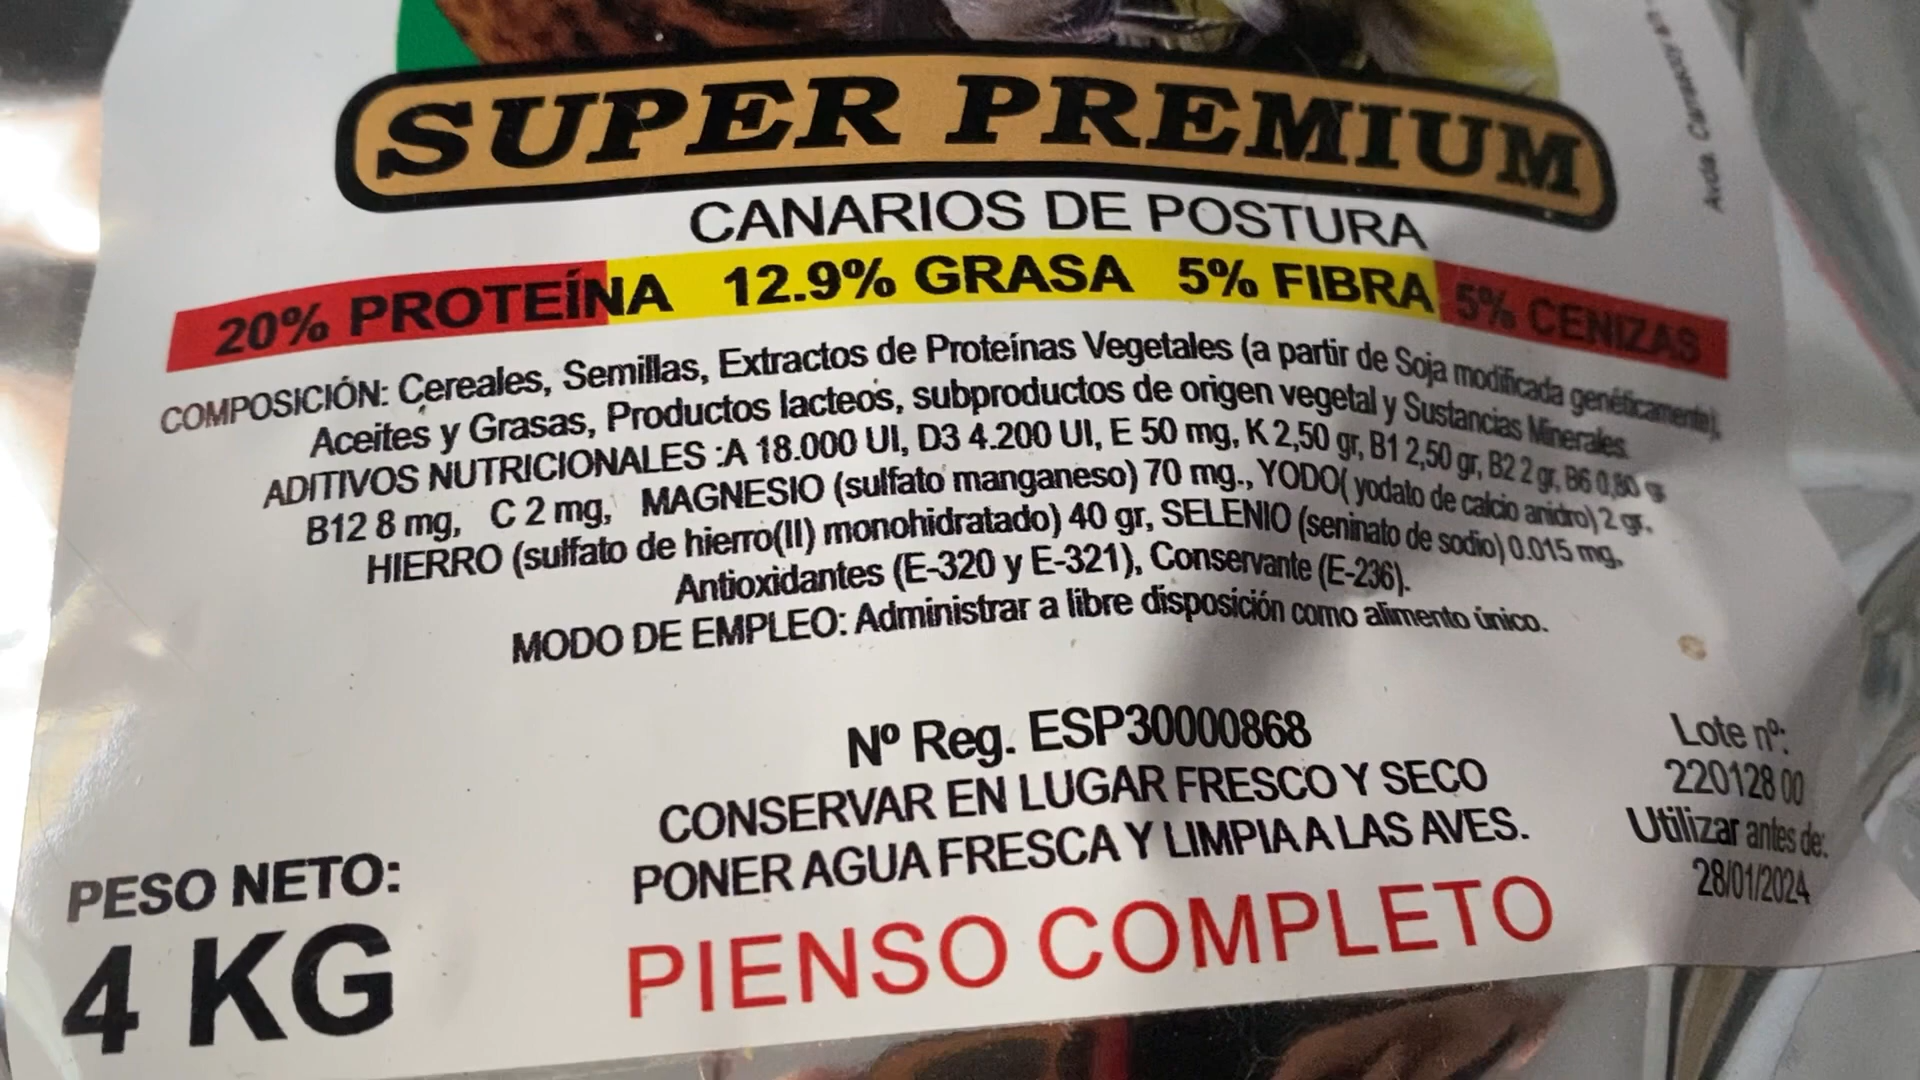 SUPER PREMIUM
CANARIOS DE POSTURA
20% PROTEÍNA 12.9% GRASA 5% FIBRA 5% CENIZAS
COMPOSICIÓN: Cereales, Semillas, Extractos de Proteínas Vegetales (a partir de Soja modificada genéticamente),
Aceites y Grasas, Productos lacteos, subproductos de origen vegetal y Sustancias Minerales.
ADITIVOS NUTRICIONALES :A 18.000 UI, D3 4.200 UI, E 50 mg, K 2,50 gr, B1 2,50 gr, B2 2 gr, B6 0,80 gr
B12 8 mg, C 2 mg, MAGNESIO (sulfato manganeso) 70 mg., YODO( yodato de calcio anidro) 2 gr.
HIERRO (sulfato de hierro(II) monohidratado) 40 gr, SELENIO (seninato de sodio) 0.015 mg,
Antioxidantes (E-320 y E-321), Conservante (E-236).
MODO DE EMPLEO: Administrar a libre disposición como alimento único.
Nº Reg. ESP30000868
CONSERVAR EN LUGAR FRESCO Y SECO
PONER AGUA FRESCA Y LIMPIA A LAS AVES.
PIENSO COMPLETO
PESO NETO:
4 KG
Lote nº:
220128 00
Utilizar antes de:
28/01/2024
Avda. Carrascoy